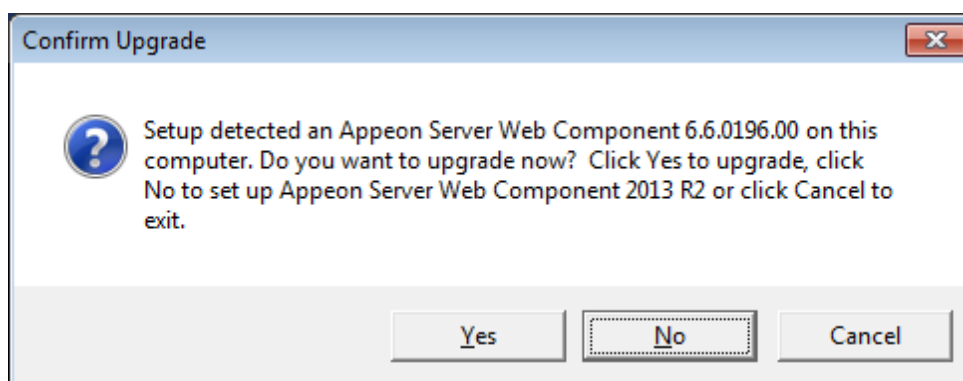 Confirm Upgrade
Setup detected an Appeon Server Web Component 6.6.0196.00 on this
computer. Do you want to upgrade now?  Click Yes to upgrade, click
No to set up Appeon Server Web Component 2013 R2 or click Cancel to
exit.
Yes No Cancel